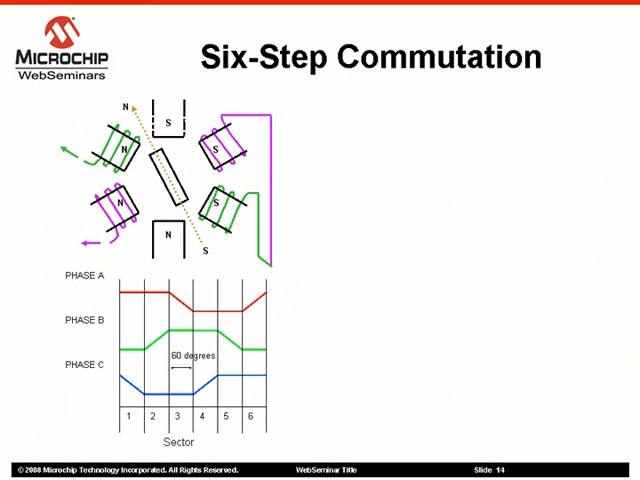 MICROCHIP
WebSeminars
Six-Step Commutation
N
S
N
S
N
S
N
S
PHASE A
PHASE B
60 degrees
PHASE C
1 2 3 4 5 6
Sector
© 2008 Microchip Technology Incorporated. All Rights Reserved. WebSeminar Title Slide 14